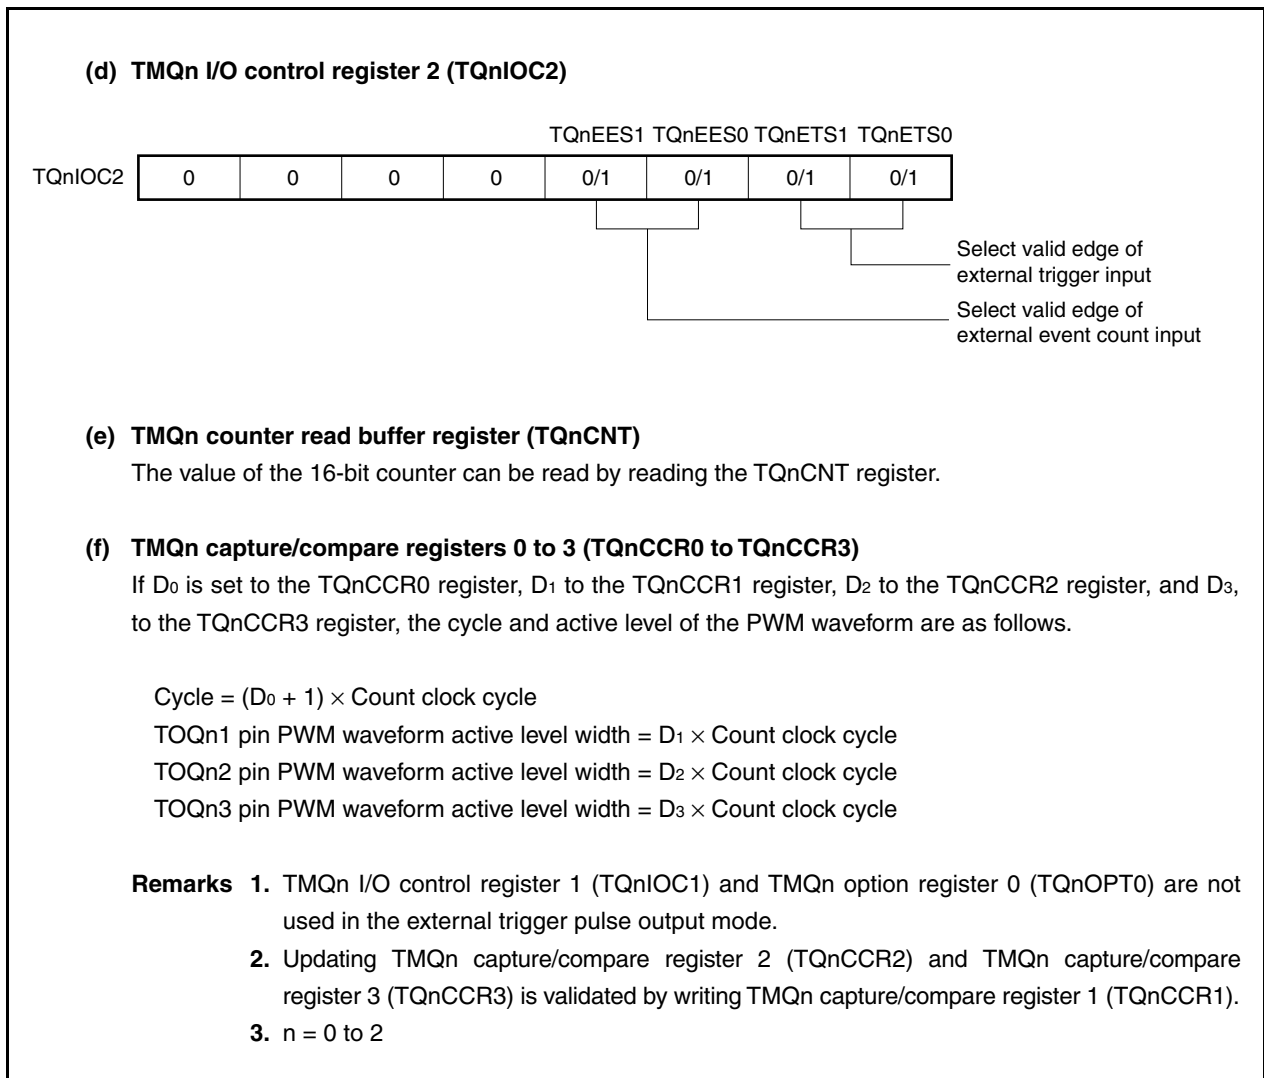 (d) TMQn I/O control register 2 (TQnIOC2)
TQnEES1 TQnEES0 TQnETS1 TQnETS0
TQnIOC2 0 0 0 0 0/1 0/1 0/1 0/1
Select valid edge of
external trigger input
Select valid edge of
external event count input
(e) TMQn counter read buffer register (TQnCNT)
The value of the 16-bit counter can be read by reading the TQnCNT register.
(f) TMQn capture/compare registers 0 to 3 (TQnCCR0 to TQnCCR3)
If D0 is set to the TQnCCR0 register, D1 to the TQnCCR1 register, D2 to the TQnCCR2 register, and D3,
to the TQnCCR3 register, the cycle and active level of the PWM waveform are as follows.
Cycle = (D0 + 1) × Count clock cycle
TOQn1 pin PWM waveform active level width = D1 × Count clock cycle
TOQn2 pin PWM waveform active level width = D2 × Count clock cycle
TOQn3 pin PWM waveform active level width = D3 × Count clock cycle
Remarks 1. TMQn I/O control register 1 (TQnIOC1) and TMQn option register 0 (TQnOPT0) are not
used in the external trigger pulse output mode.
2. Updating TMQn capture/compare register 2 (TQnCCR2) and TMQn capture/compare
register 3 (TQnCCR3) is validated by writing TMQn capture/compare register 1 (TQnCCR1).
3. n = 0 to 2